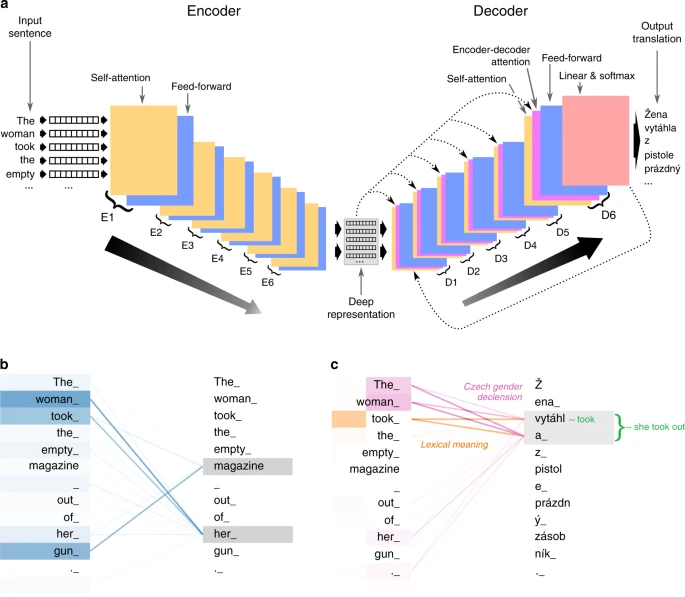 a
Encoder
Decoder
Input
sentence
Self-attention
Feed-forward
The
woman
took
the
empty
...
...
E1
E2
E3
E4
E5
E6
...
Deep
representation
Encoder-decoder
attention
Self-attention
Feed-forward
Linear & softmax
Output
translation
Žena
vytáhla
z
pistole
prázdný
...
D1
D2
D3
D4
D5
D6
b
The_
woman_
took_
the_
empty_
magazine
_
out_
of_
her_
gun_
._
The_
woman_
took_
the_
empty_
magazine
_
out_
of_
her_
gun_
._
c
The_
woman_
took_
the_
empty_
magazine
_
out_
of_
her_
gun_
._
Czech gender
declension
Lexical meaning
Ž
ena_
vytáhl ~ took
a_
~ she took out
z_
pistol
e_
prázdn
ý_
zásob
ník_
._